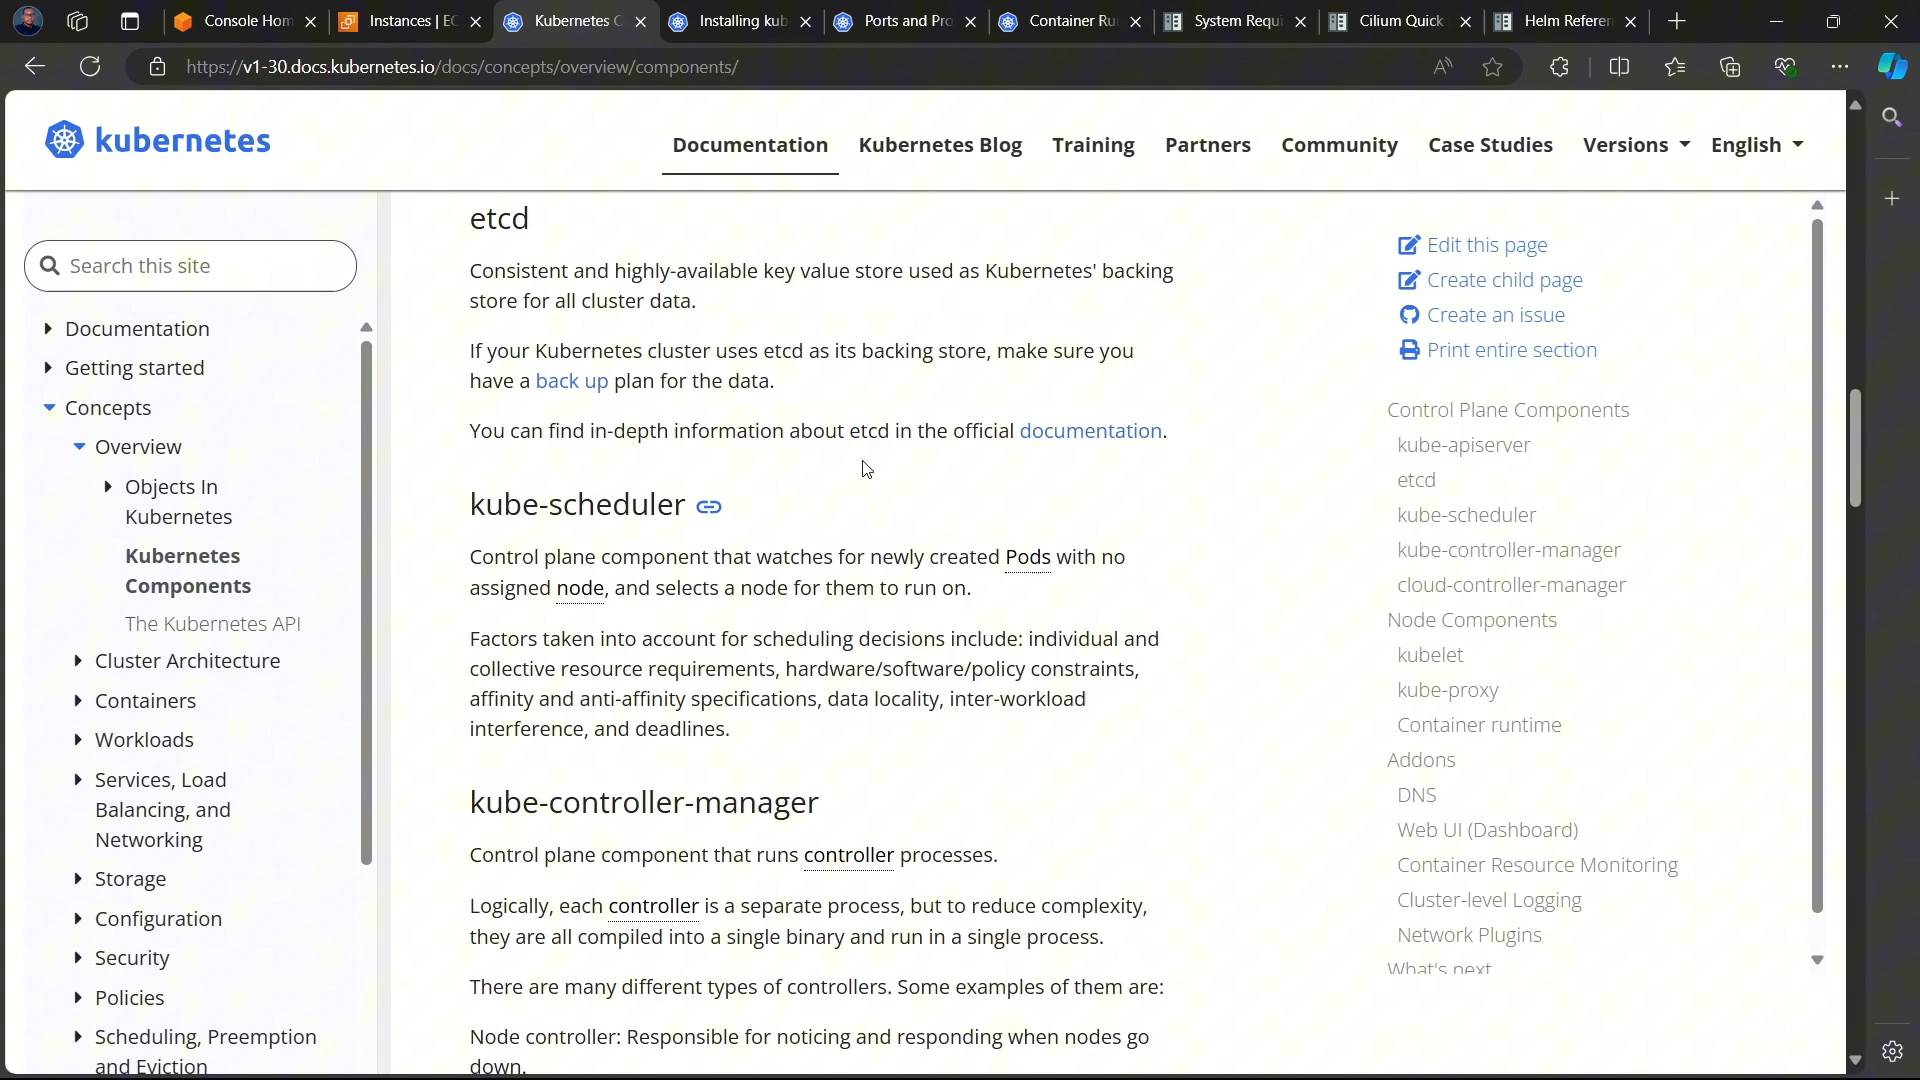 Console Hom
Instances | EC
Kubernetes C
Installing kub
Ports and Pro
Container Ru
System Requi
Cilium Quick
Helm Referen
https://v1-30.docs.kubernetes.io/docs/concepts/overview/components/
kubernetes
Documentation
Kubernetes Blog
Training
Partners
Community
Case Studies
Versions
English
Search this site
Documentation
Getting started
Concepts
Overview
Objects In
Kubernetes
Kubernetes
Components
The Kubernetes API
Cluster Architecture
Containers
Workloads
Services, Load
Balancing, and
Networking
Storage
Configuration
Security
Policies
Scheduling, Preemption
and Eviction
etcd
Consistent and highly-available key value store used as Kubernetes' backing
store for all cluster data.
If your Kubernetes cluster uses etcd as its backing store, make sure you
have a back up plan for the data.
You can find in-depth information about etcd in the official documentation.
kube-scheduler
Control plane component that watches for newly created Pods with no
assigned node, and selects a node for them to run on.
Factors taken into account for scheduling decisions include: individual and
collective resource requirements, hardware/software/policy constraints,
affinity and anti-affinity specifications, data locality, inter-workload
interference, and deadlines.
kube-controller-manager
Control plane component that runs controller processes.
Logically, each controller is a separate process, but to reduce complexity,
they are all compiled into a single binary and run in a single process.
There are many different types of controllers. Some examples of them are:
Node controller: Responsible for noticing and responding when nodes go
down.
Edit this page
Create child page
Create an issue
Print entire section
Control Plane Components
kube-apiserver
etcd
kube-scheduler
kube-controller-manager
cloud-controller-manager
Node Components
kubelet
kube-proxy
Container runtime
Addons
DNS
Web UI (Dashboard)
Container Resource Monitoring
Cluster-level Logging
Network Plugins
What's next